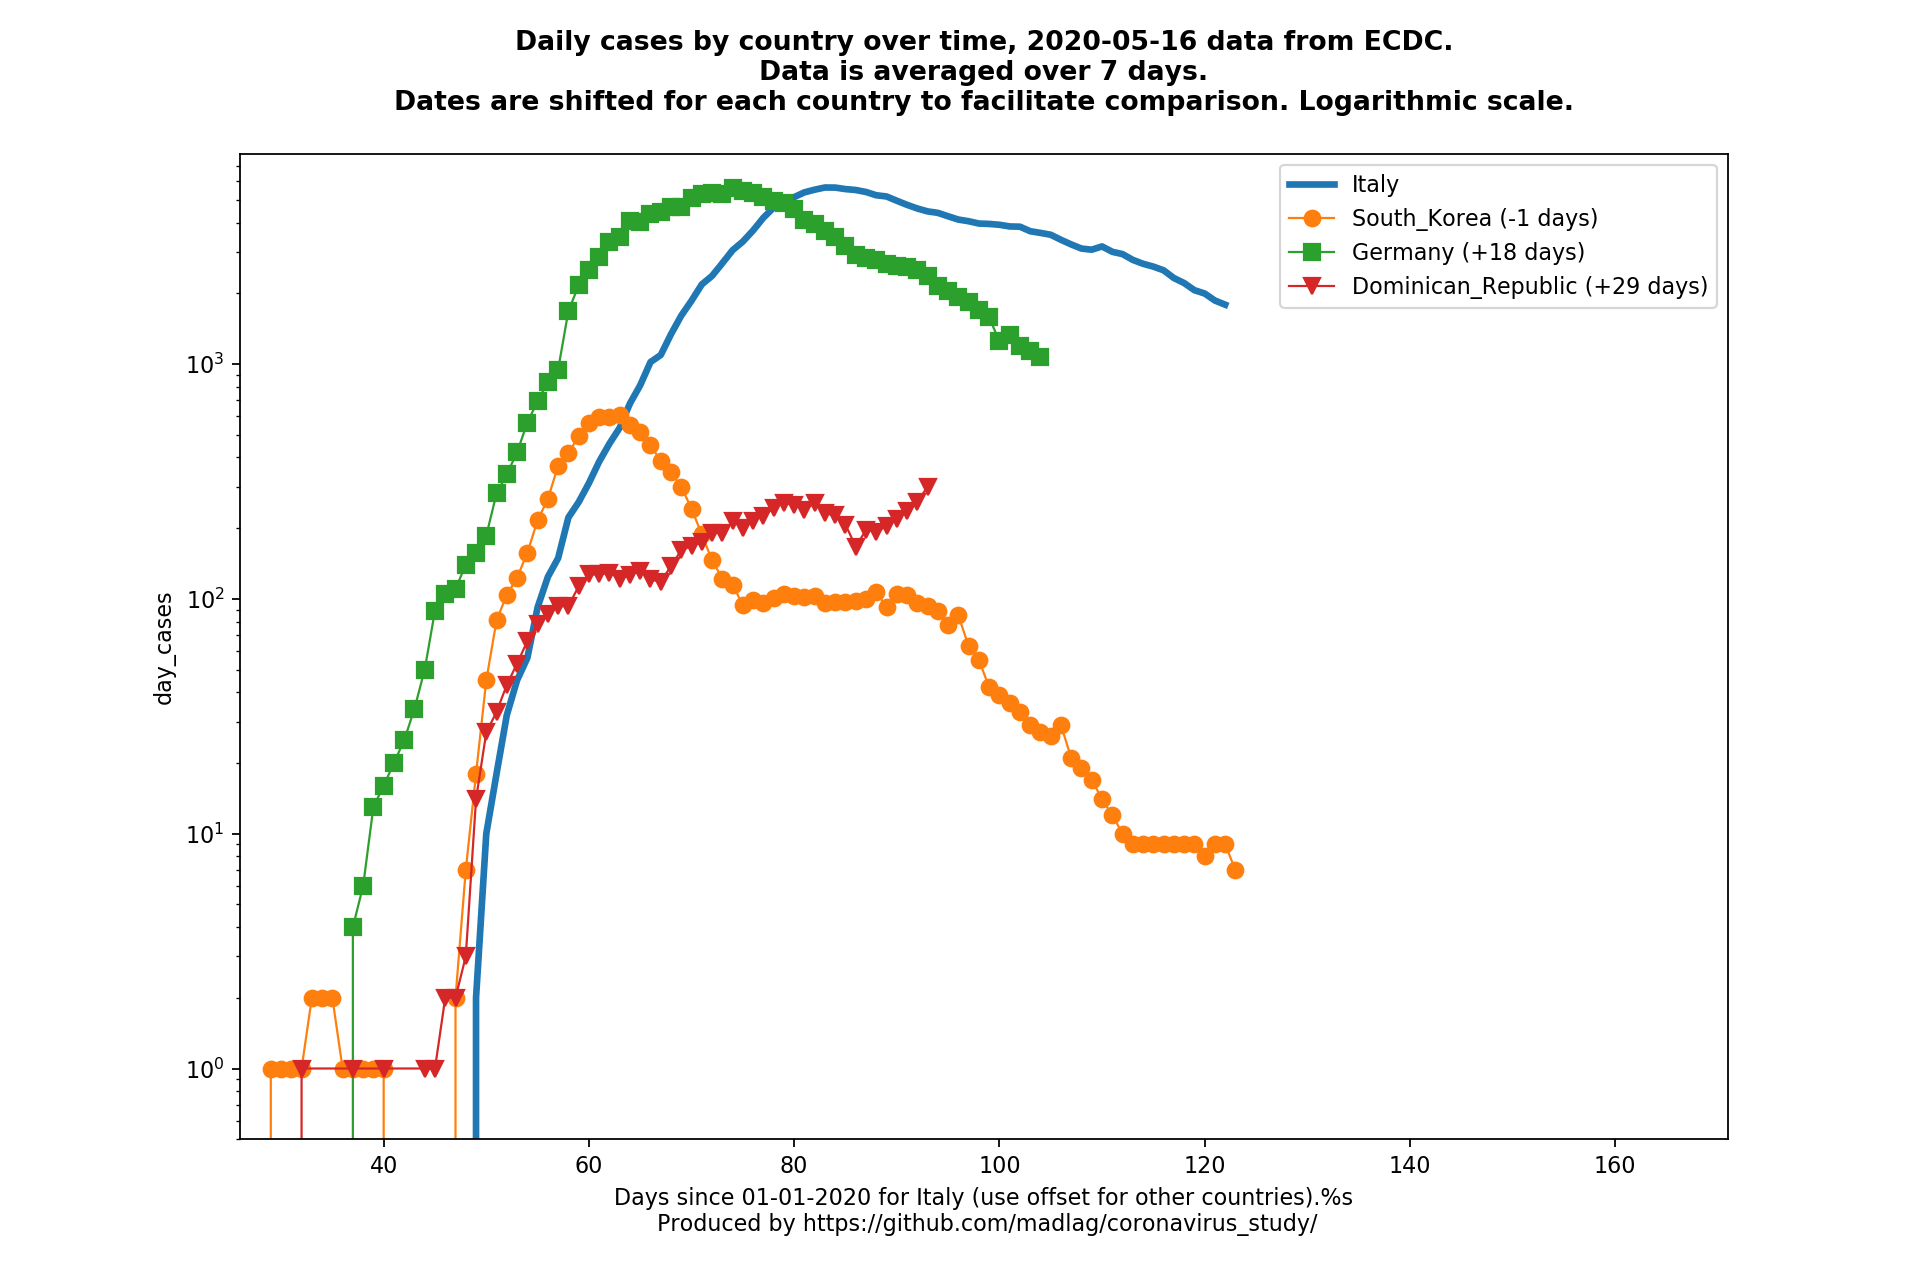 Daily cases by country over time, 2020-05-16 data from ECDC.
Data is averaged over 7 days.
Dates are shifted for each country to facilitate comparison. Logarithmic scale.
Italy
South_Korea (-1 days)
Germany (+18 days)
Dominican_Republic (+29 days)
day_cases
10³
10²
10¹
10⁰
40 60 80 100 120 140 160
Days since 01-01-2020 for Italy (use offset for other countries).%s
Produced by https://github.com/madlag/coronavirus_study/